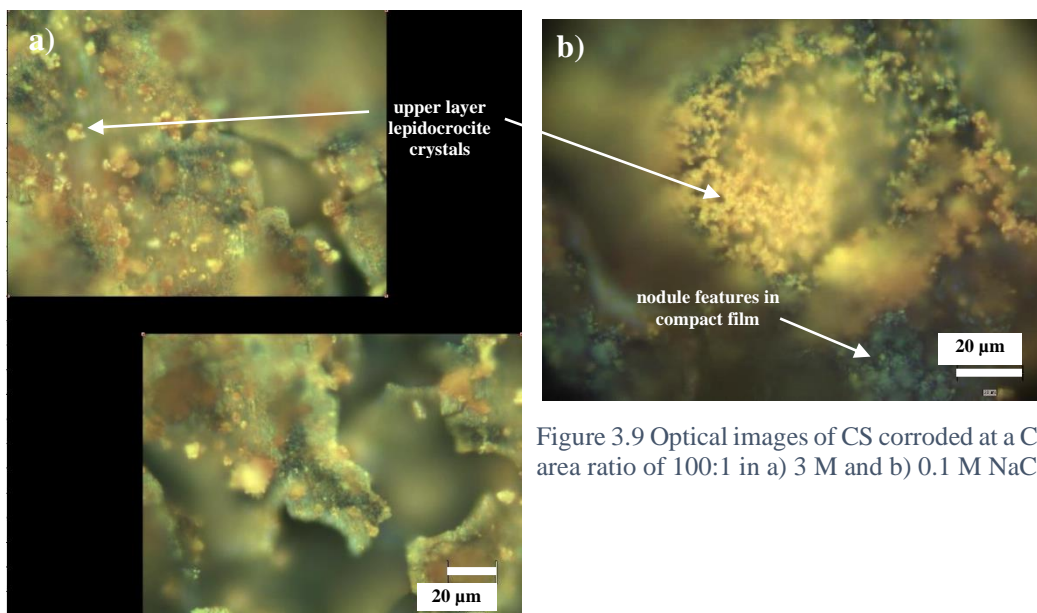 a)
upper layer
lepidocrocite
crystals
20 µm
b)
nodule features in
compact film
20 µm
Figure 3.9 Optical images of CS corroded at a C
area ratio of 100:1 in a) 3 M and b) 0.1 M NaC